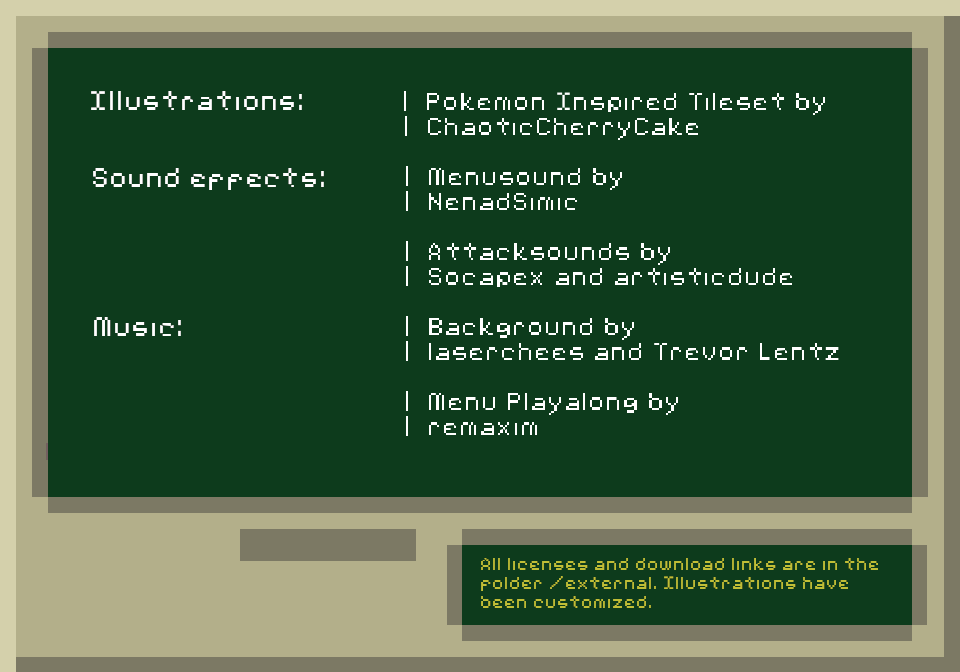 Illustrations: | Pokemon Inspired Tileset by
| ChaoticCherryCake
Sound effects: | Menusound by
| NenadSimic
| Attacksounds by
| Socapex and artisticdude
Music: | Background by
| laserchees and Trevor Lentz
| Menu Playalong by
| remaxim
All licenses and download links are in the
folder /external. Illustrations have
been customized.